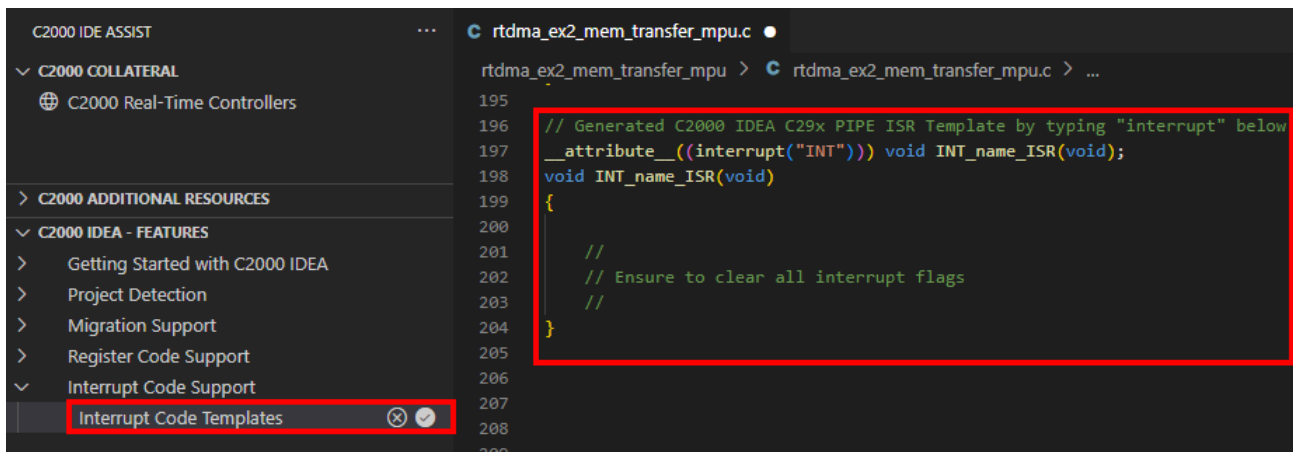 C2000 IDE ASSIST
C2000 COLLATERAL
C2000 Real-Time Controllers
C2000 ADDITIONAL RESOURCES
C2000 IDEA - FEATURES
Getting Started with C2000 IDEA
Project Detection
Migration Support
Register Code Support
Interrupt Code Support
Interrupt Code Templates
C rtdma_ex2_mem_transfer_mpu.c
rtdma_ex2_mem_transfer_mpu > C rtdma_ex2_mem_transfer_mpu.c > ...
195
196 // Generated C2000 IDEA C29x PIPE ISR Template by typing "interrupt" below
197 __attribute__((interrupt("INT"))) void INT_name_ISR(void);
198 void INT_name_ISR(void)
199 {
200
201 //
202 // Ensure to clear all interrupt flags
203 //
204 }
205
206
207
208